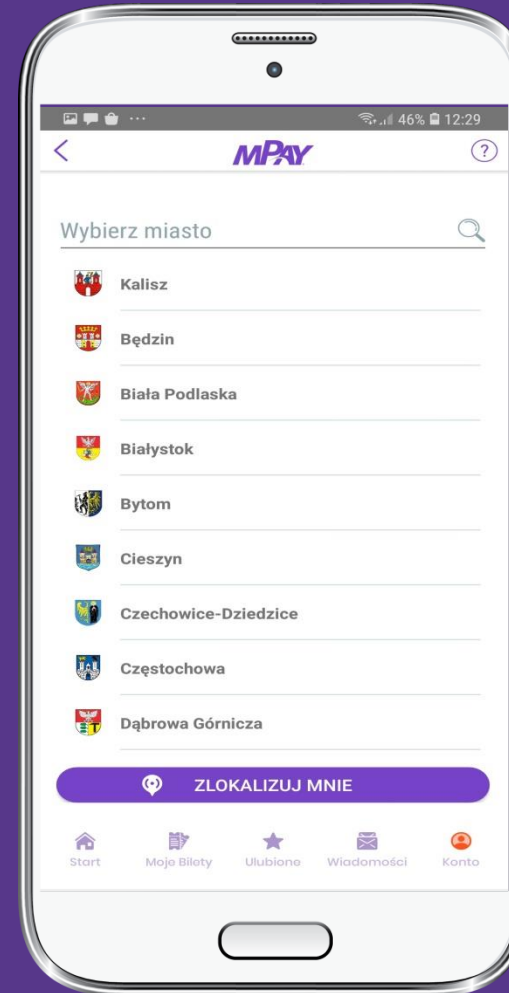 46% 12:29
mPAY
?
Wybierz miasto
Kalisz
Będzin
Biała Podlaska
Białystok
Bytom
Cieszyn
Czechowice-Dziedzice
Częstochowa
Dąbrowa Górnicza
ZLOKALIZUJ MNIE
Start Moje Bilety Ulubione Wiadomości Konto